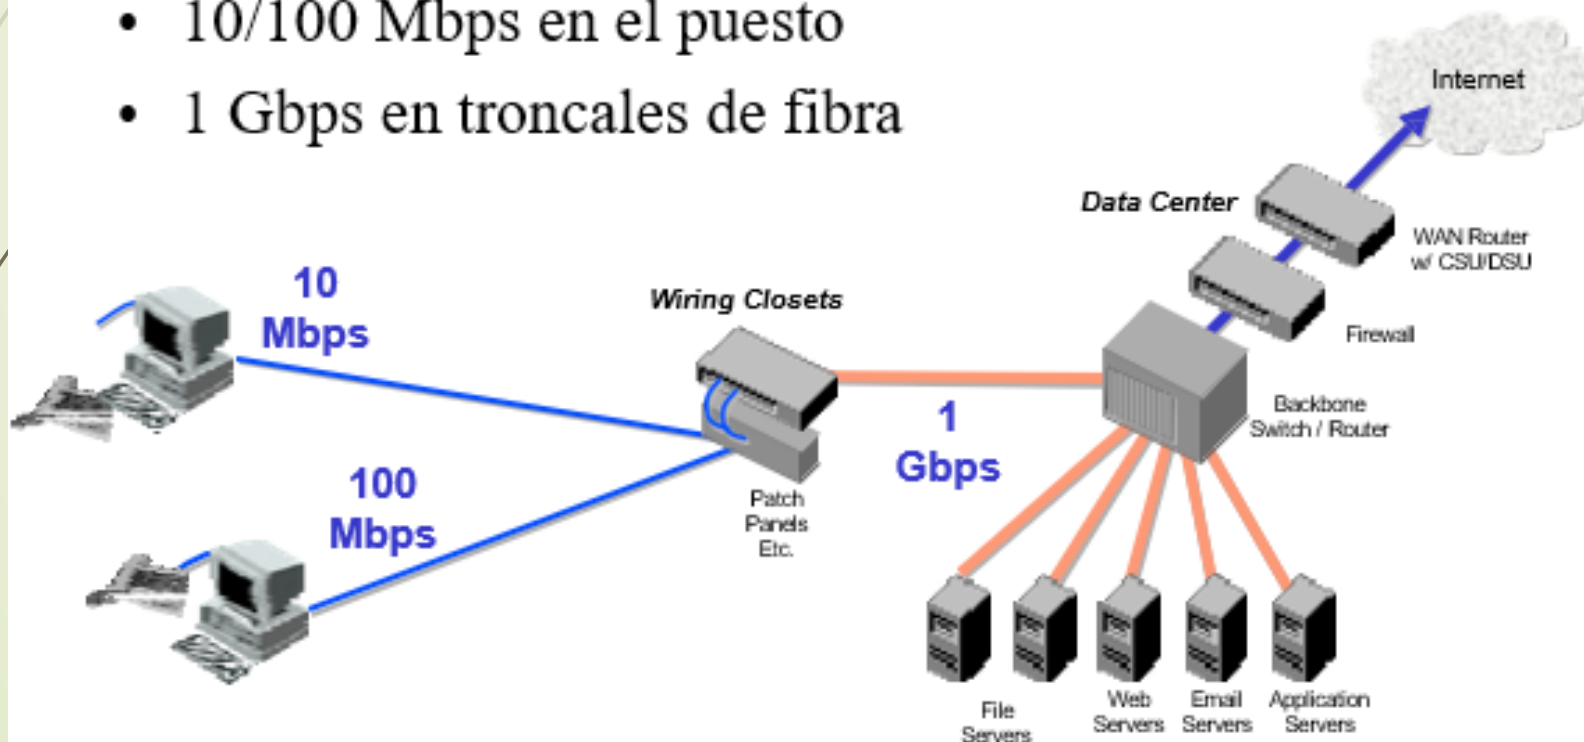 10/100 Mbps en el puesto
1 Gbps en troncales de fibra
Internet
Data Center
WAN Router
w/ CSU/DSU
Firewall
10
Mbps
Wiring Closets
1
Gbps
Backbone
Switch / Router
100
Mbps
Patch
Panels
Etc.
File
Servers
Web
Servers
Email
Servers
Application
Servers